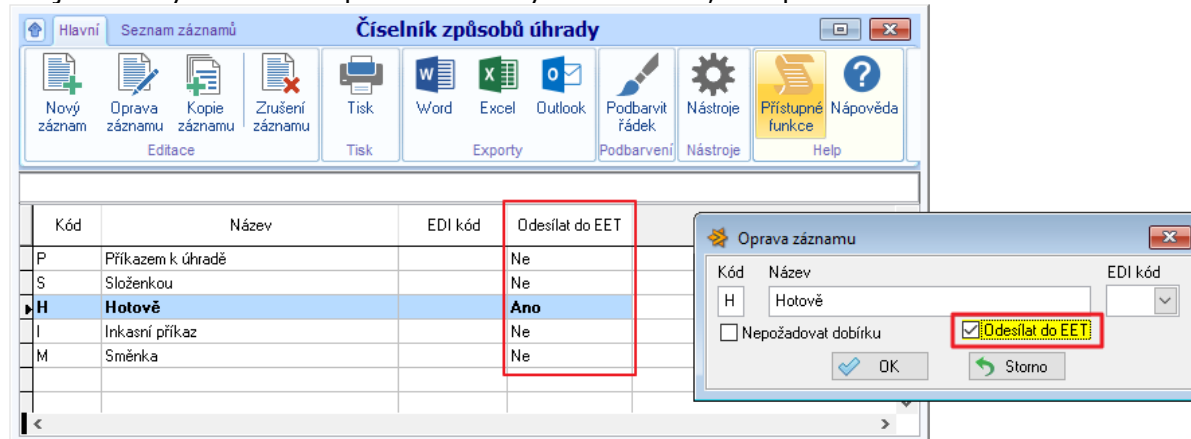 Hlavní Seznam záznamů Číselník způsobů úhrady
Nový záznam
Oprava záznamu
Kopie záznamu
Zrušení záznamu
Tisk
Word
Excel
Outlook
Podbarvit řádek
Nástroje
Přístupné funkce
Nápověda
Editace Tisk Exporty Podbarvení Nástroje Help
Kód Název EDI kód Odesílat do EET
P Příkazem k úhradě Ne
S Složenkou Ne
H Hotově Ano
I Inkasní příkaz Ne
M Směnka Ne
Oprava záznamu
Kód Název EDI kód
H Hotově
Nepožadovat dobírku Odesílat do EET
OK Storno